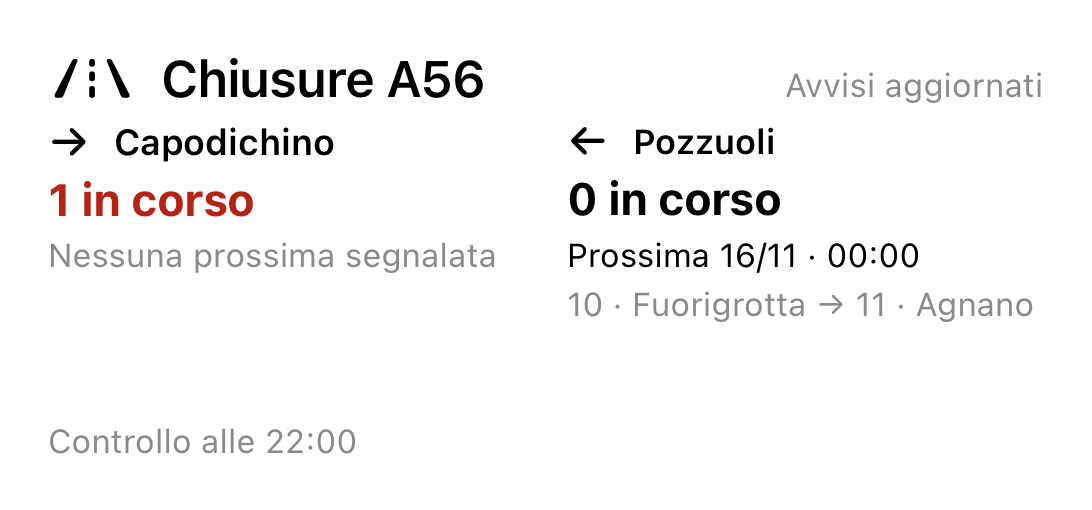 Chiusure A56
Avvisi aggiornati
→ Capodichino
1 in corso
Nessuna prossima segnalata
← Pozzuoli
0 in corso
Prossima 16/11 · 00:00
10 · Fuorigrotta → 11 · Agnano
Controllo alle 22:00